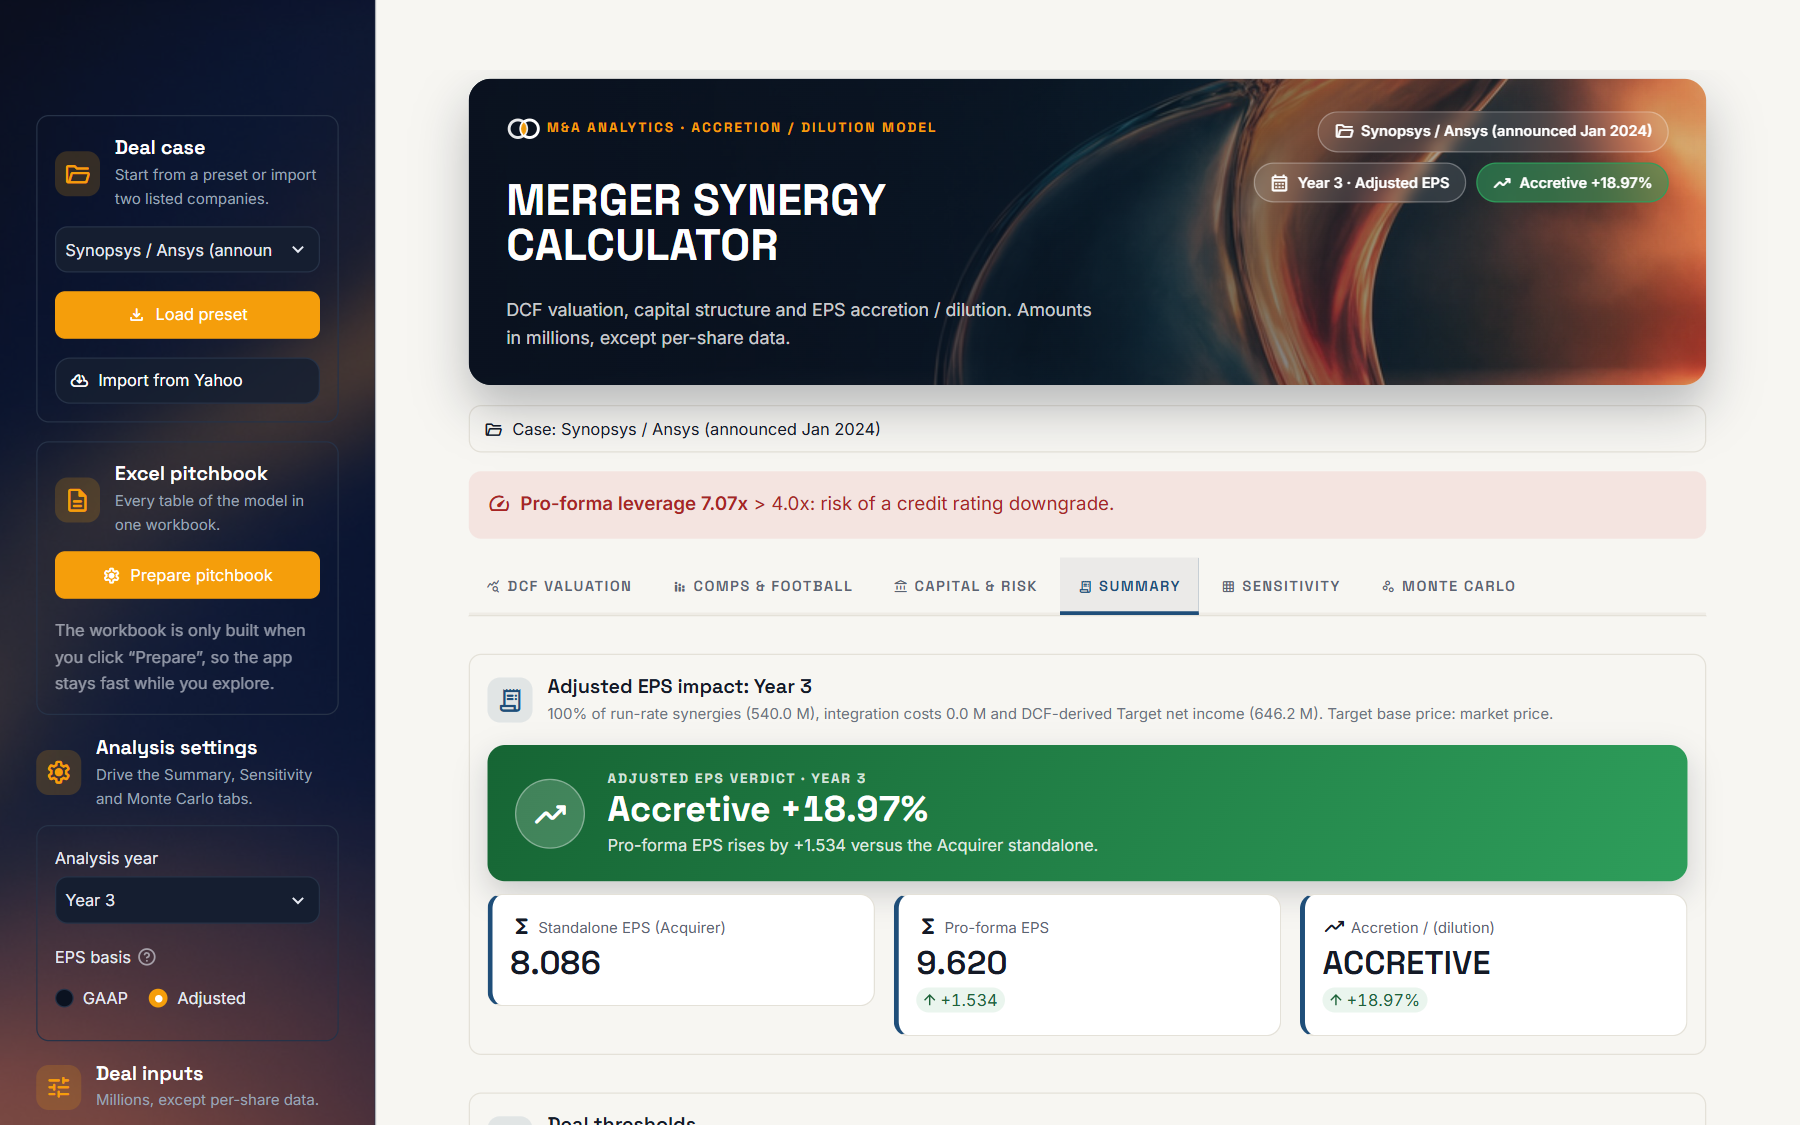 Deal case
Start from a preset or import
two listed companies.
Synopsys / Ansys (announ
Load preset
Import from Yahoo
Excel pitchbook
Every table of the model in
one workbook.
Prepare pitchbook
The workbook is only built when
you click “Prepare”, so the app
stays fast while you explore.
Analysis settings
Drive the Summary, Sensitivity
and Monte Carlo tabs.
Analysis year
Year 3
EPS basis
GAAP Adjusted
Deal inputs
Millions, except per-share data.
M&A ANALYTICS · ACCRETION / DILUTION MODEL
Synopsys / Ansys (announced Jan 2024)
Year 3 · Adjusted EPS
Accretive +18.97%
MERGER SYNERGY
CALCULATOR
DCF valuation, capital structure and EPS accretion / dilution. Amounts
in millions, except per-share data.
Case: Synopsys / Ansys (announced Jan 2024)
Pro-forma leverage 7.07x > 4.0x: risk of a credit rating downgrade.
DCF VALUATION COMPS & FOOTBALL CAPITAL & RISK SUMMARY SENSITIVITY MONTE CARLO
Adjusted EPS impact: Year 3
100% of run-rate synergies (540.0 M), integration costs 0.0 M and DCF-derived Target net income (646.2 M). Target base price: market price.
ADJUSTED EPS VERDICT · YEAR 3
Accretive +18.97%
Pro-forma EPS rises by +1.534 versus the Acquirer standalone.
Standalone EPS (Acquirer)
8.086
Pro-forma EPS
9.620
+1.534
Accretion / (dilution)
ACCRETIVE
+18.97%
Deal thresholds